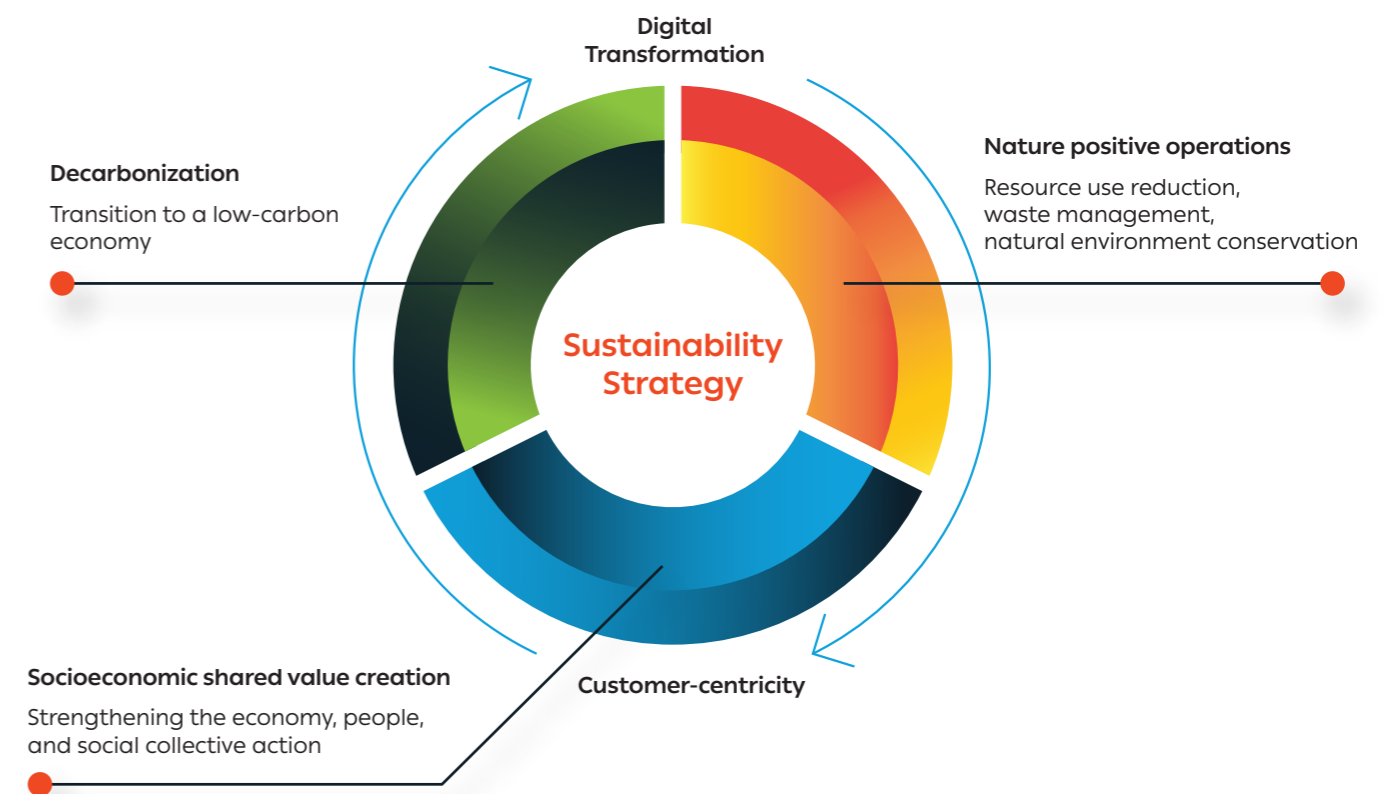 Digital
Transformation
Decarbonization
Transition to a low-carbon
economy
Nature positive operations
Resource use reduction,
waste management,
natural environment conservation
Sustainability
Strategy
Socioeconomic shared value creation
Strengthening the economy, people,
and social collective action
Customer-centricity